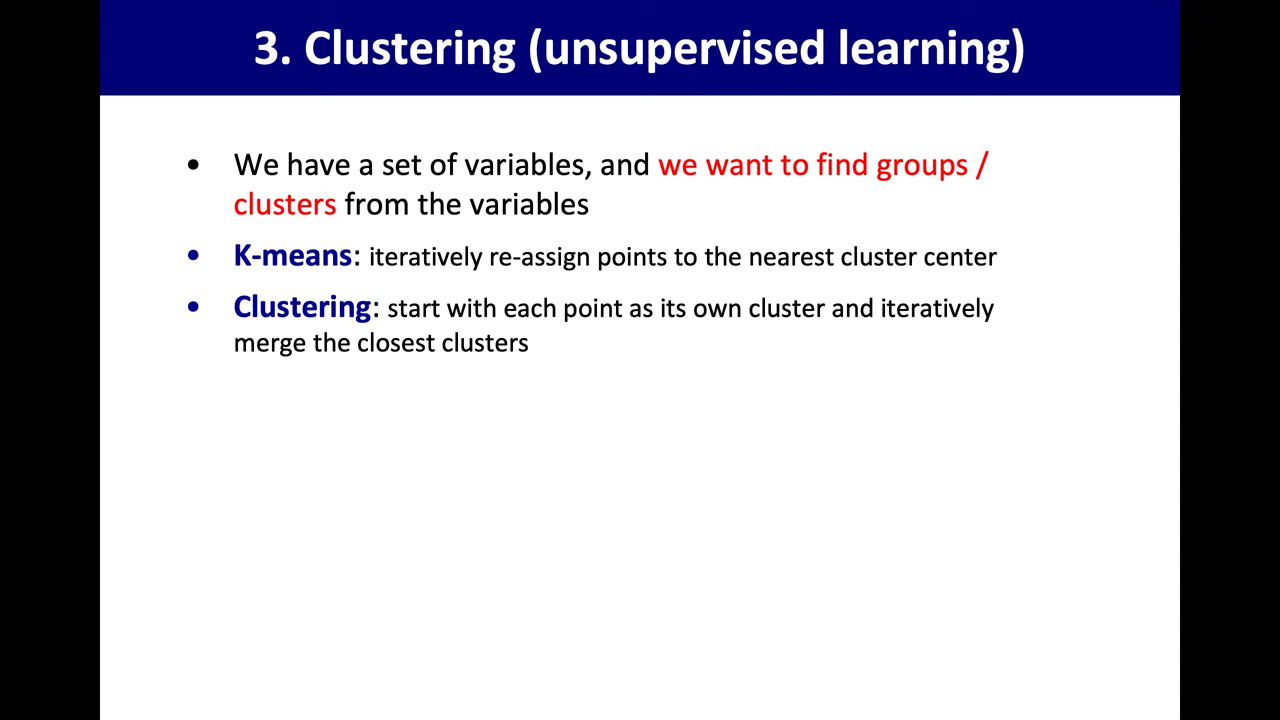 3. Clustering (unsupervised learning)
• We have a set of variables, and we want to find groups /
clusters from the variables
• K-means: iteratively re-assign points to the nearest cluster center
• Clustering: start with each point as its own cluster and iteratively
merge the closest clusters